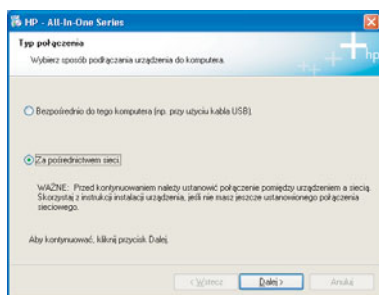 HP - All-In-One Series
Typ połączenia
Wybierz sposób podłączania urządzenia do komputera.
hp
Bezpośrednio do tego komputera (np. przy użyciu kabla USB).
Za pośrednictwem sieci.
WAŻNE: Przed kontynuowaniem należy ustanowić połączenie pomiędzy urządzeniem a siecią.
Skorzystaj z instrukcji instalacji urządzenia, jeśli nie masz jeszcze ustanowionego połączenia
sieciowego.
Aby kontynuować, kliknij przycisk Dalej.
< Wstecz Dalej > Anuluj